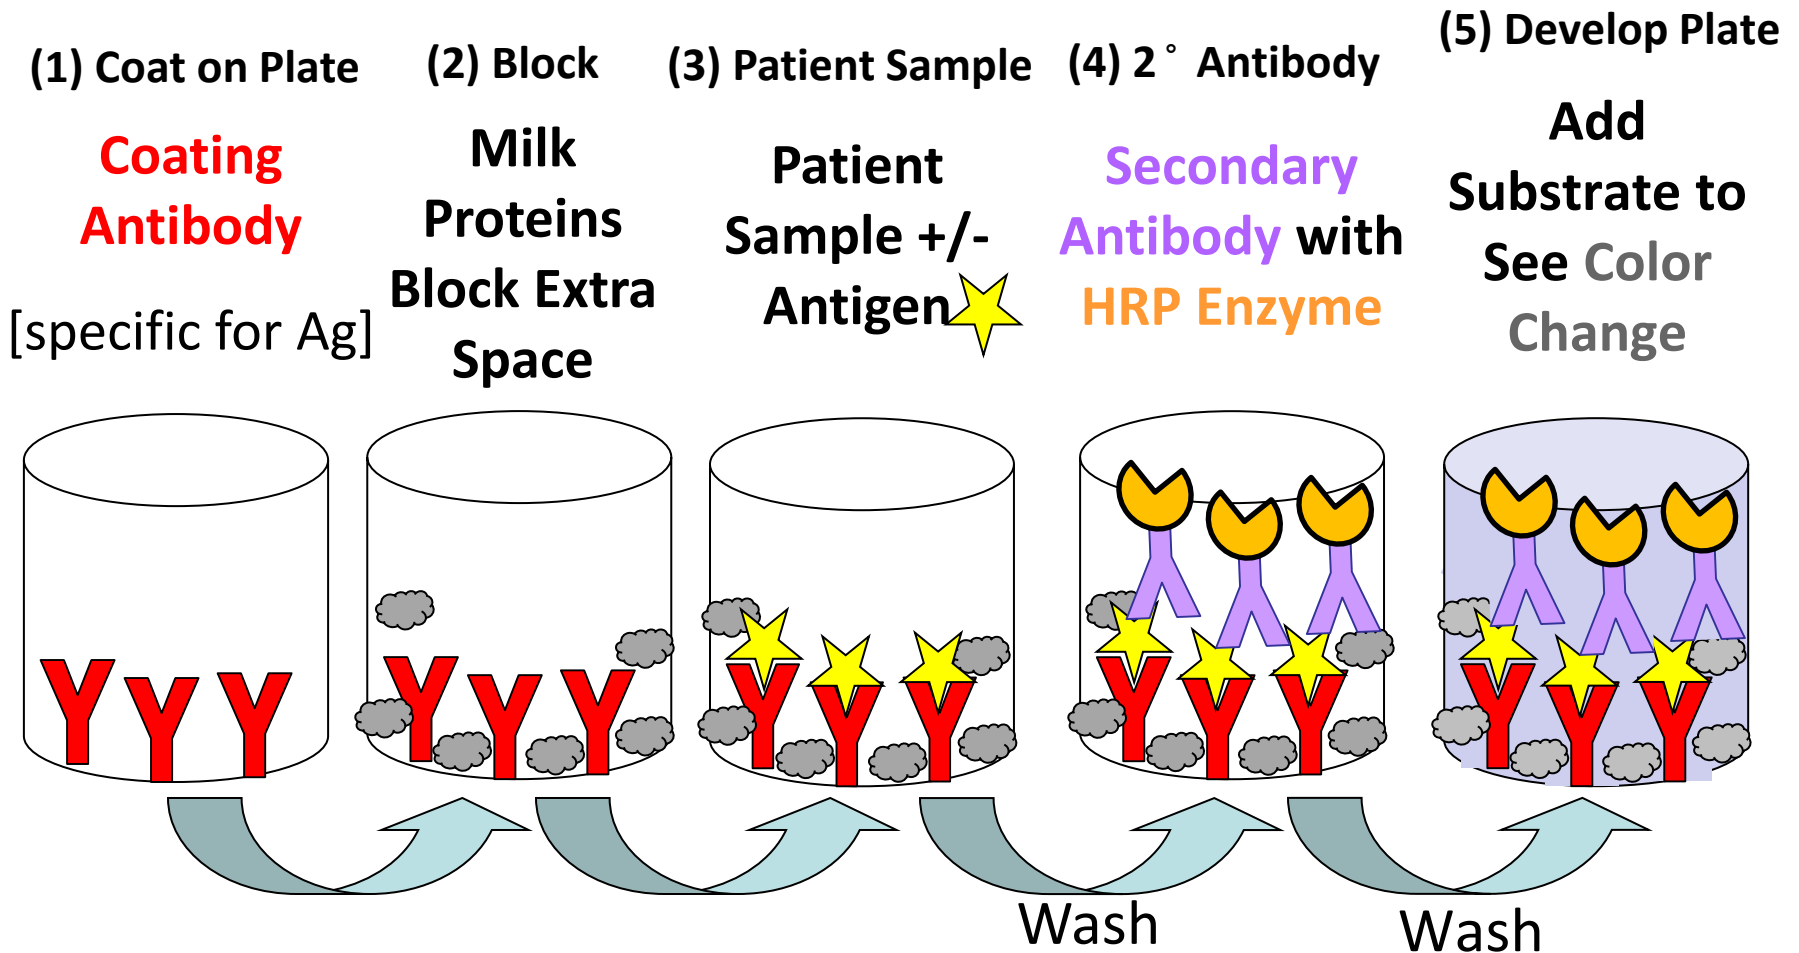 (1) Coat on Plate
Coating
Antibody
[specific for Ag]
(2) Block
Milk
Proteins
Block Extra
Space
(3) Patient Sample
Patient
Sample +/-
Antigen
(4) 2° Antibody
Secondary
Antibody with
HRP Enzyme
(5) Develop Plate
Add
Substrate to
See Color
Change
Wash
Wash